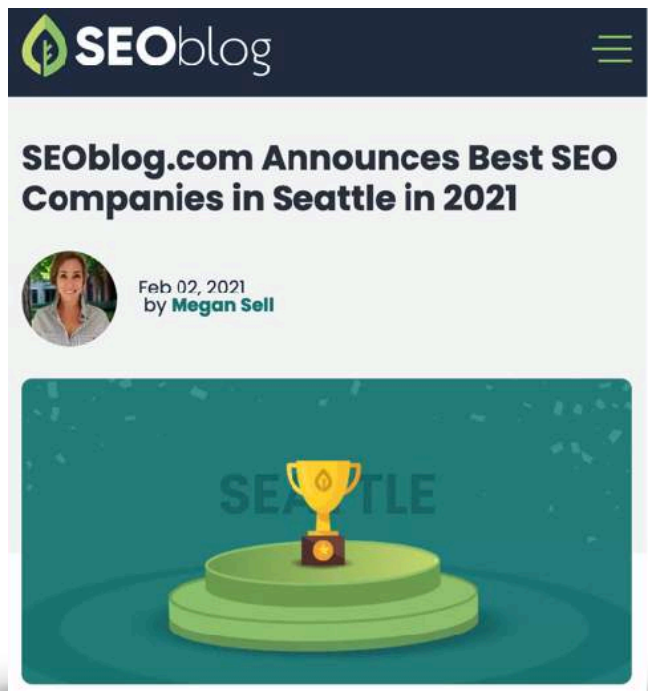 SEOblog
SEOblog.com Announces Best SEO
Companies in Seattle in 2021
Feb 02, 2021
by Megan Sell
SEATTLE